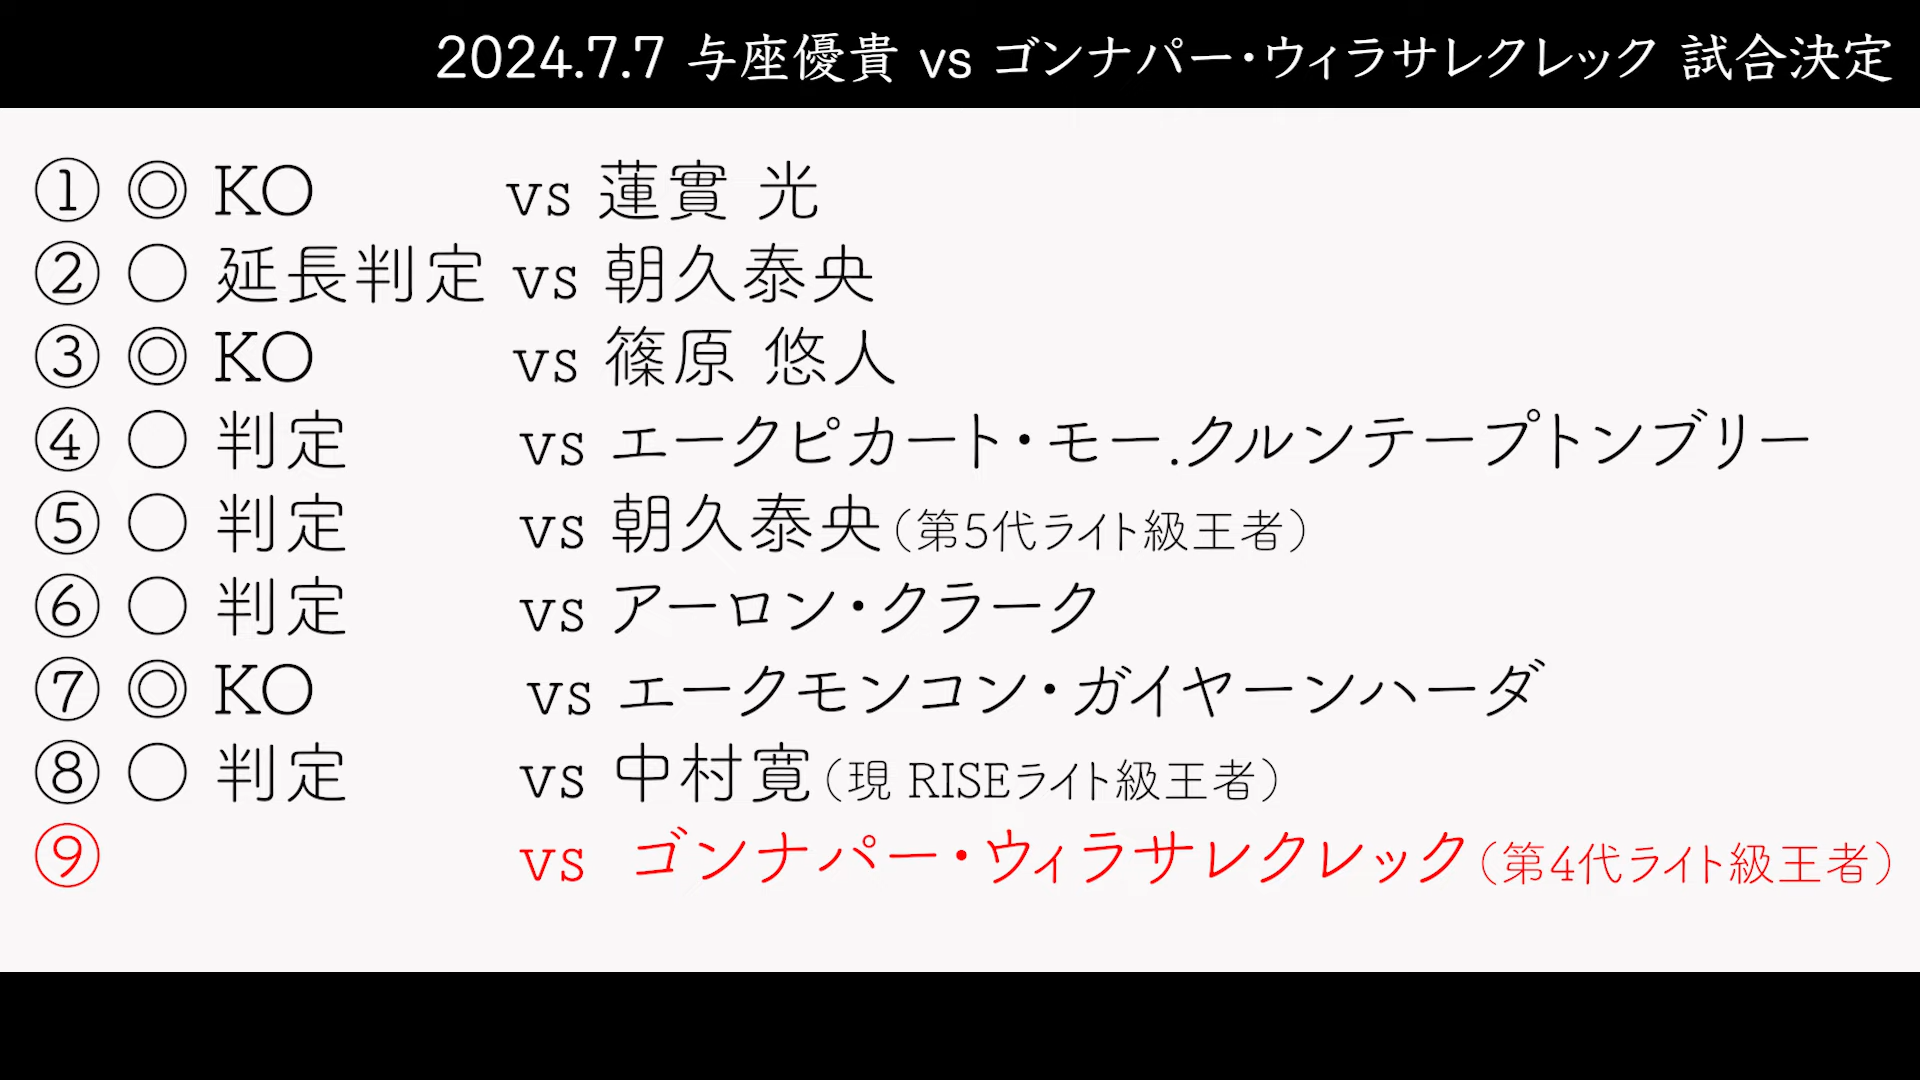 2024.7.7 与座優貴 vs ゴンナパー・ウィラサレクレック 試合決定
① ◎ KO vs 蓮實 光
② ○ 延長判定 vs 朝久泰央
③ ◎ KO vs 篠原 悠人
④ ○ 判定 vs エークピカート・モー.クルンテープトンブリー
⑤ ○ 判定 vs 朝久泰央（第5代ライト級王者）
⑥ ○ 判定 vs アーロン・クラーク
⑦ ◎ KO vs エークモンコン・ガイヤーンハーダ
⑧ ○ 判定 vs 中村寛（現 RISEライト級王者）
⑨ vs ゴンナパー・ウィラサレクレック（第4代ライト級王者）